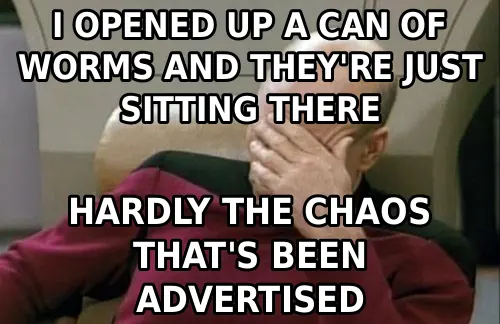 I OPENED UP A CAN OF
WORMS AND THEY'RE JUST
SITTING THERE
HARDLY THE CHAOS
THAT'S BEEN
ADVERTISED